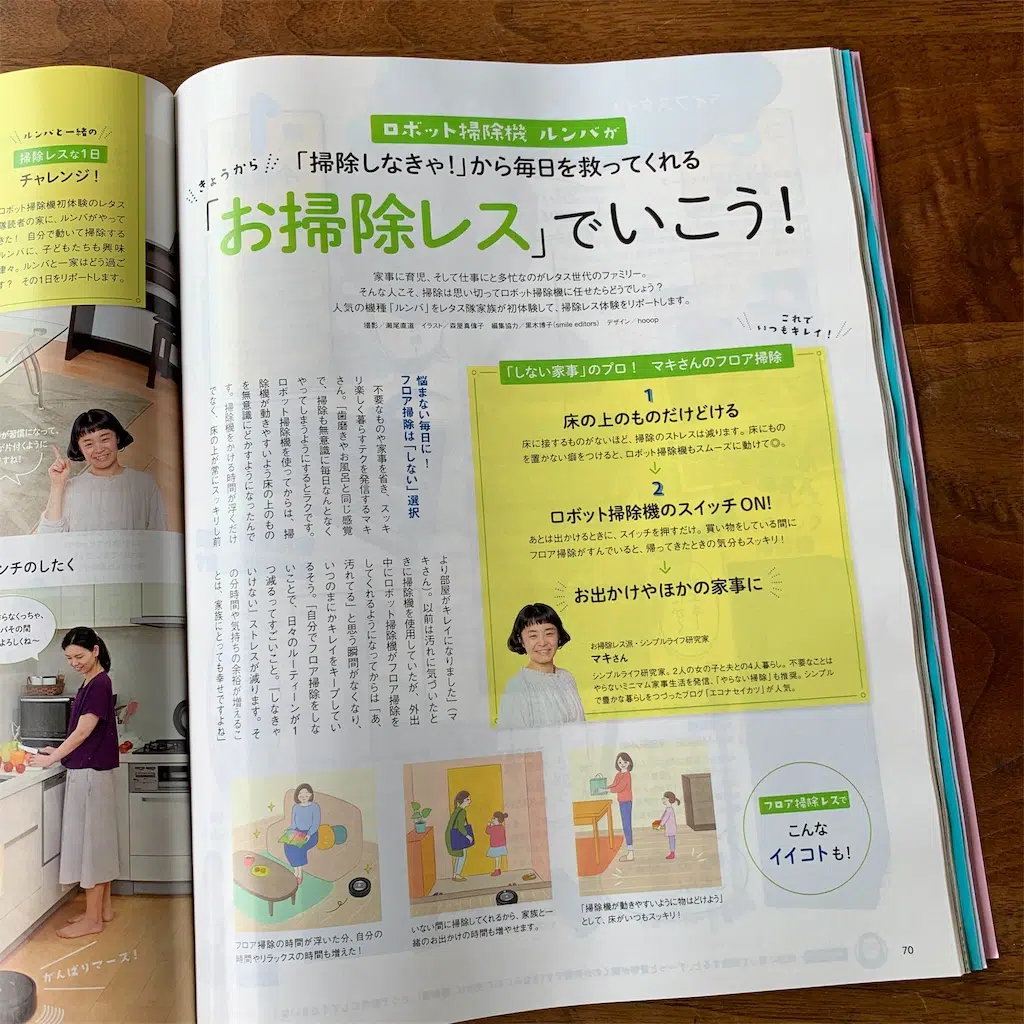 ルンバと一緒の
掃除レスな1日
チャレンジ!
ロボット掃除機初体験のレタス
隊読者の家に、ルンバがやって
きた! 自分で動いて掃除する
ルンバに、子どもたちも興味
津々。ルンバと一家はどう過ご
す? その1日をリポートします。
が習慣になって、
が片付くように
ですね!
ンチのしたく
らなくっちゃ、
バその間
よろしくね〜
がんばりマース!
ロボット掃除機 ルンバが
きょうから
「掃除しなきゃ!」から毎日を救ってくれる
「お掃除レス」でいこう!
家事に育児、そして仕事にと多忙なのがレタス世代のファミリー。
そんな人こそ、掃除は思い切ってロボット掃除機に任せたらどうでしょう?
人気の機種「ルンバ」をレタス隊家族が初体験して、掃除レス体験をリポートします。
撮影/瀬尾直道 イラスト/森屋真偉子 編集協力/黒木博子(smile editors) デザイン/hooop
悩まない毎日に!
フロア掃除は「しない」選択
不要なものや家事を省き、スッキ
リ楽しく暮らすテクを発信するマキ
さん。「歯磨きやお風呂と同じ感覚
で、掃除も無意識に毎日なんとなく
やってしまうようにするとラクです。
ロボット掃除機を使ってからは、掃
除機が動きやすいよう床の上のもの
を無意識にどかすようになったんで
す。掃除機をかける時間が浮くだけ
でなく、床の上が常にスッキリし前
より部屋がキレイになりました」(マ
キさん)。以前は汚れに気づいたと
きに掃除機を使用していたが、外出
中にロボット掃除機がフロア掃除を
してくれるようになってからは「あ、
汚れてる」と思う瞬間がなくなり、
いつのまにかキレイをキープしてい
るそう。「自分でフロア掃除をしな
いことで、日々のルーティーンが1
つ減るってすごいこと。『しなきゃ
いけない』ストレスが減ります。そ
の分時間や気持ちの余裕が増えるこ
とは、家族にとっても幸せですよね」
これで
いつもキレイ!
「しない家事」のプロ! マキさんのフロア掃除
1
床の上のものだけどける
床に接するものがないほど、掃除のストレスは減ります。床にもの
を置かない癖をつけると、ロボット掃除機もスムーズに動けて◎。
2
ロボット掃除機のスイッチON!
あとは出かけるときに、スイッチを押すだけ。買い物をしている間に
フロア掃除がすんでいると、帰ってきたときの気分もスッキリ!
お出かけやほかの家事に
お掃除レス派・シンプルライフ研究家
マキさん
シンプルライフ研究家。2人の女の子と夫との4人暮らし。不要なことは
やらないミニマム家事生活を発信、「やらない掃除」も推奨。シンプル
で豊かな暮らしをつづったブログ「エコナセイカツ」が人気。
フロア掃除の時間が浮いた分、自分の
時間やリラックスの時間も増えた!
いない間に掃除してくれるから、家族と一
緒のお出かけの時間も増やせます。
「掃除機が動きやすいように物はどけよう」
として、床がいつもスッキリ!
フロア掃除レスで
こんな
イイコトも!
70